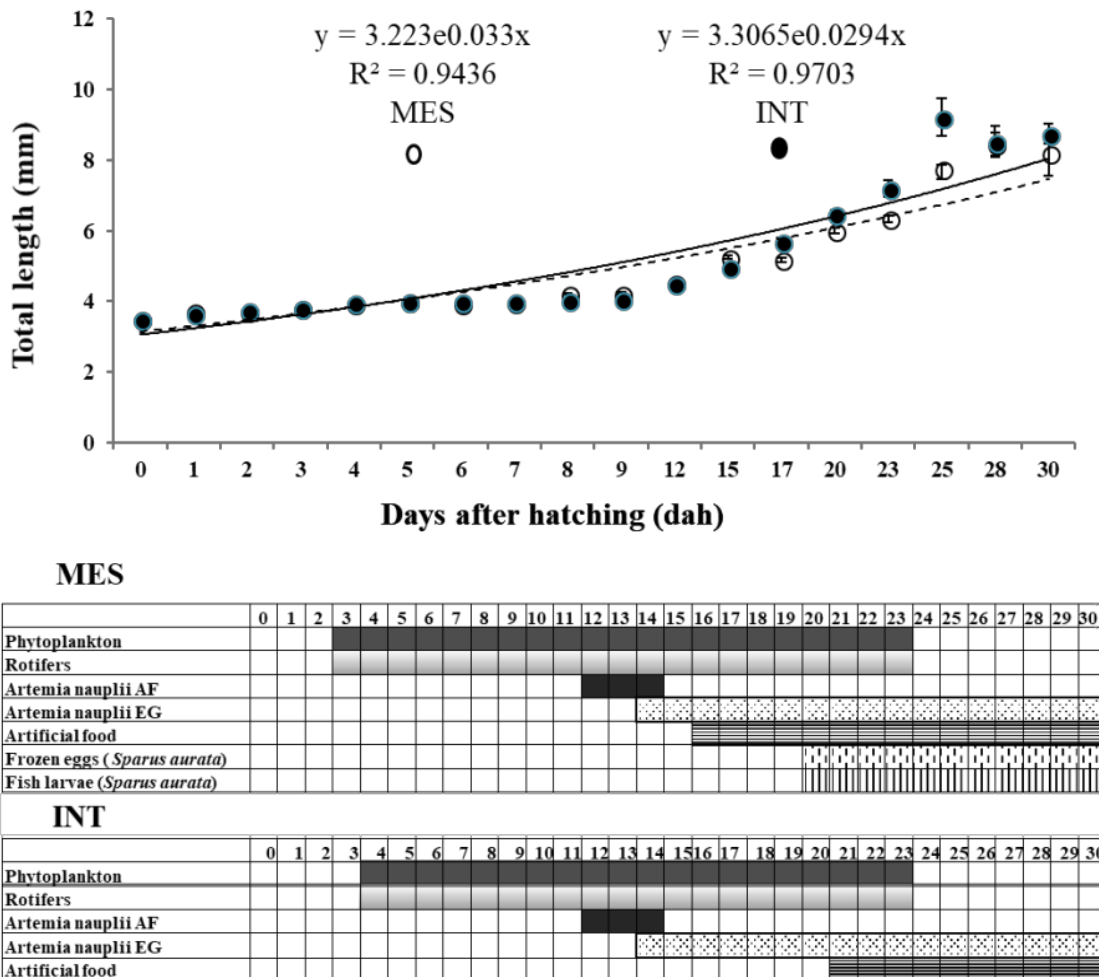 12
10
8
6
4
2
0
Total length (mm)
y = 3.223e0.033x
R² = 0.9436
MES
y = 3.3065e0.0294x
R² = 0.9703
INT
0 1 2 3 4 5 6 7 8 9 12 15 17 20 23 25 28 30
Days after hatching (dah)
MES
0 1 2 3 4 5 6 7 8 9 10 11 12 13 14 15 16 17 18 19 20 21 22 23 24 25 26 27 28 29 30
Phytoplankton
Rotifers
Artemia nauplii AF
Artemia nauplii EG
Artificial food
Frozen eggs ( Sparus aurata)
Fish larvae (Sparus aurata)
INT
0 1 2 3 4 5 6 7 8 9 10 11 12 13 14 15 16 17 18 19 20 21 22 23 24 25 26 27 28 29 30
Phytoplankton
Rotifers
Artemia nauplii AF
Artemia nauplii EG
Artificial food